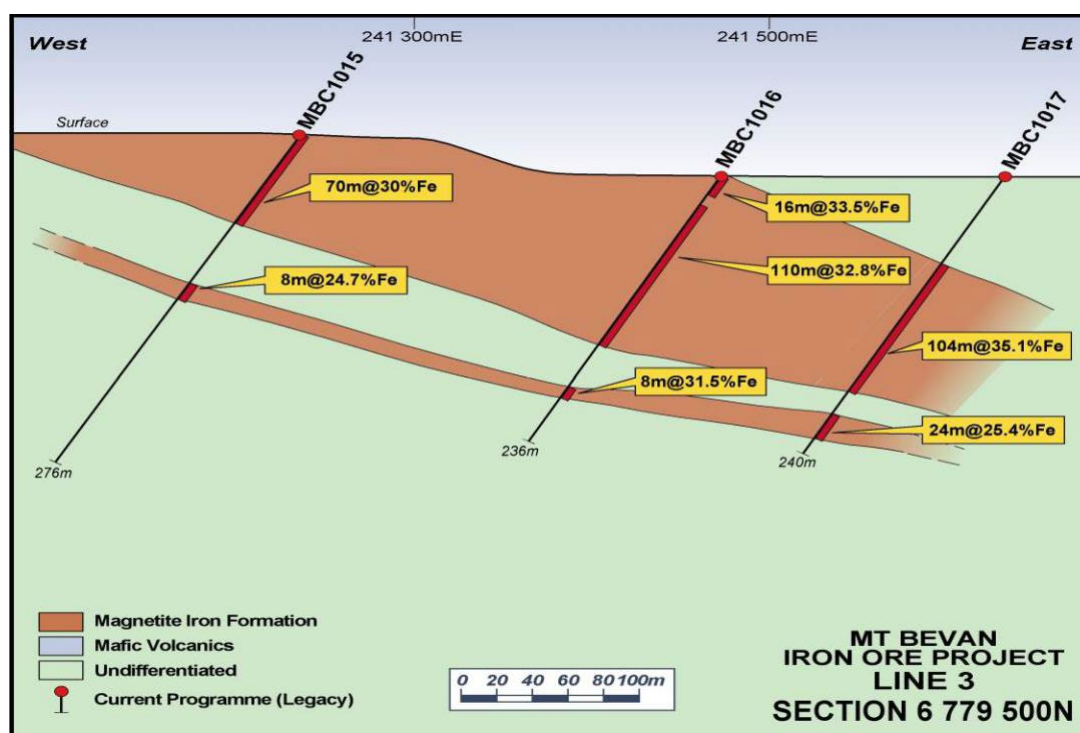 241 300mE
241 500mE
West
East
Surface
MBC1015
MBC1016
MBC1017
70m@30%Fe
16m@33.5%Fe
8m@24.7%Fe
110m@32.8%Fe
104m@35.1%Fe
8m@31.5%Fe
24m@25.4%Fe
276m
236m
240m
Magnetite Iron Formation
Mafic Volcanics
Undifferentiated
Current Programme (Legacy)
0 20 40 60 80 100m
MT BEVAN
IRON ORE PROJECT
LINE 3
SECTION 6 779 500N